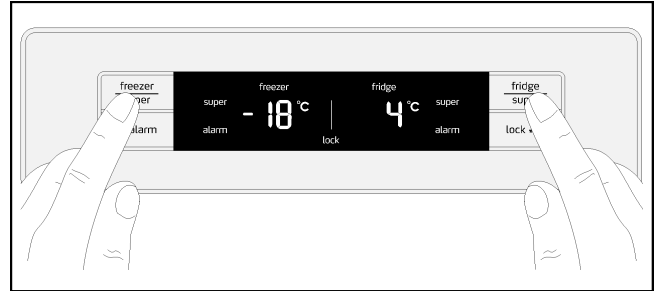 freezer
super
alarm
freezer
super
-18°C
alarm
lock
fridge
4°C
super
alarm
fridge
super
lock